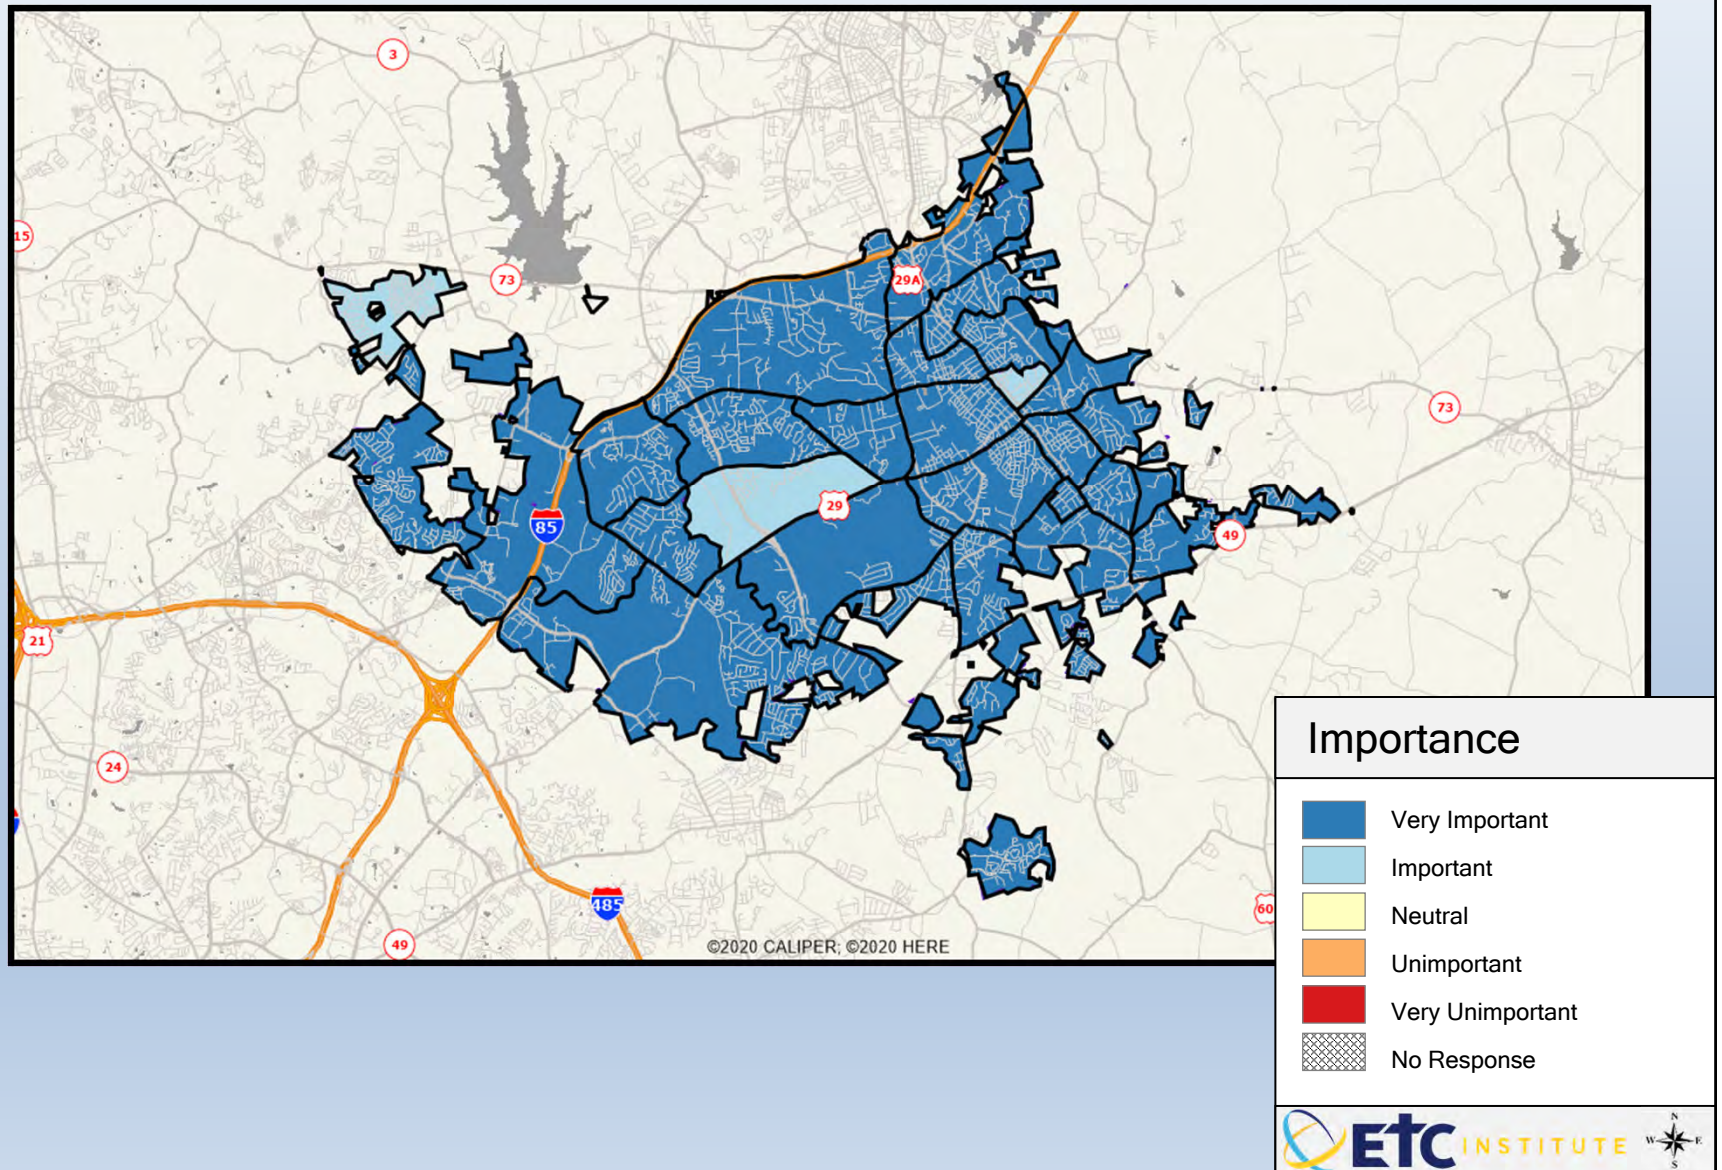 3
15
73
29A
73
29
85
49
21
24
485
49
60
©2020 CALIPER; ©2020 HERE
Importance
Very Important
Important
Neutral
Unimportant
Very Unimportant
No Response
ETC INSTITUTE
N
W E
S